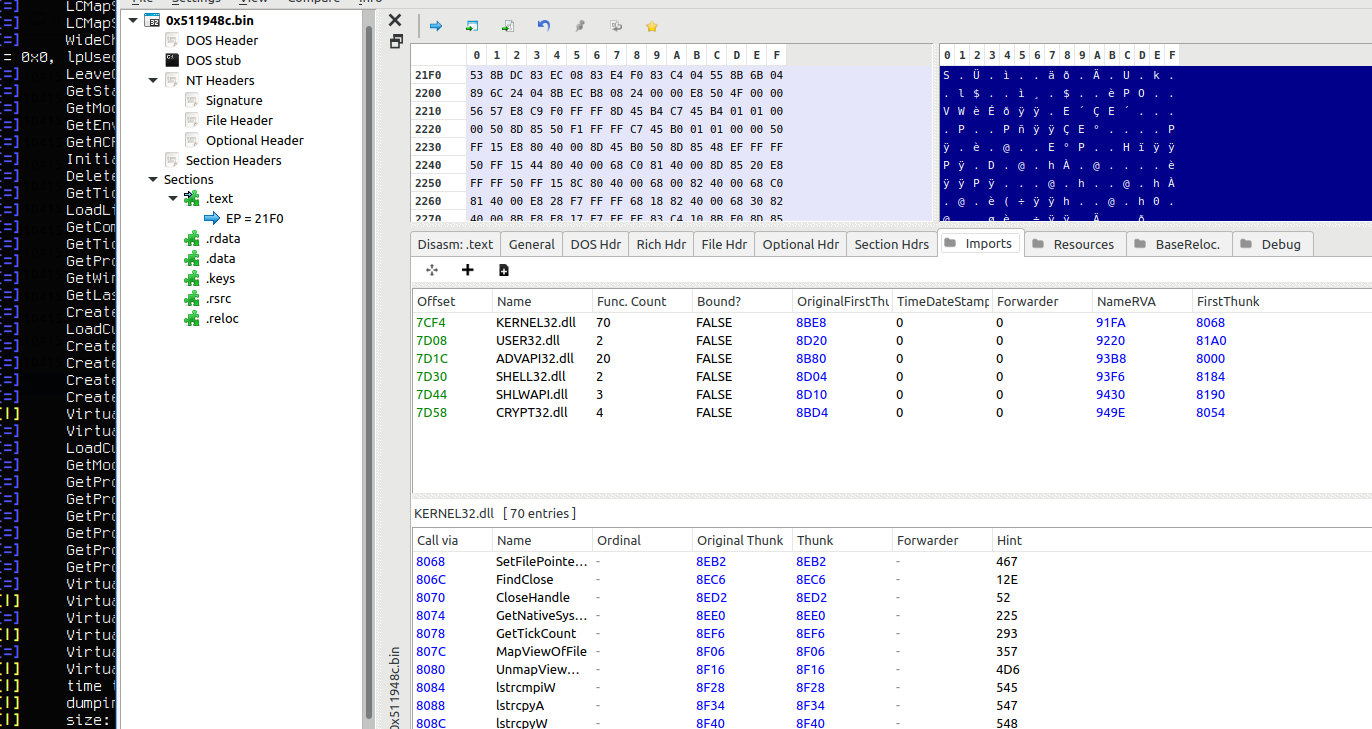 File Settings View Compare Info
[=] LCMapS
[=] LCMapS
[=] WideCh
= 0x0, lpUsed
[=] LeaveC
[=] GetSta
[=] GetMod
[=] GetEnv
[=] GetACP
[=] Initia
[=] Delete
[=] GetTic
[=] LoadLi
[=] GetCom
[=] GetTic
[=] GetPro
[=] GetWin
[=] GetLas
[=] Create
[=] LoadCu
[=] Create
[=] Create
[=] Create
[=] Create
[!] Virtua
[=] Virtua
[=] LoadCu
[=] GetMod
[=] GetPro
[=] GetPro
[=] GetPro
[=] GetPro
[=] GetPro
[=] GetPro
[=] Virtua
[!] Virtua
[=] Virtua
[!] Virtua
[=] Virtua
[!] Virtua
[!] time
[!] dumpin
[!] size:
0x511948c.bin
DOS Header
DOS stub
NT Headers
Signature
File Header
Optional Header
Section Headers
Sections
.text
EP = 21F0
.rdata
.data
.keys
.rsrc
.reloc
0x511948c.bin
0 1 2 3 4 5 6 7 8 9 A B C D E F
21F0 53 8B DC 83 EC 08 83 E4 F0 83 C4 04 55 8B 6B 04
2200 89 6C 24 04 8B EC B8 08 24 00 00 E8 50 4F 00 00
2210 56 57 E8 C9 F0 FF FF 8D 45 B4 C7 45 B4 01 01 00
2220 00 50 8D 85 50 F1 FF FF C7 45 B0 01 01 00 00 50
2230 FF 15 E8 80 40 00 8D 45 B0 50 8D 85 48 EF FF FF
2240 50 FF 15 44 80 40 00 68 C0 81 40 00 8D 85 20 E8
2250 FF FF 50 FF 15 8C 80 40 00 68 00 82 40 00 68 C0
2260 81 40 00 E8 28 F7 FF FF 68 18 82 40 00 68 30 82
2270 40 00 8B F8 E8 17 F7 FF FF 83 C4 10 8B F0 8D 85
0 1 2 3 4 5 6 7 8 9 A B C D E F
S . Ü . ì . . ä ð . Ä . U . k .
. l $ . . ì ¸ . $ . . è P O . .
V W è É ð ÿ ÿ . E ´ Ç E ´ . . .
. P . . P ñ ÿ ÿ Ç E ° . . . . P
ÿ . è . @ . . E ° P . . H ï ÿ ÿ
P ÿ . D . @ . h À . @ . . . . è
ÿ ÿ P ÿ . . . @ . h . . @ . h À
. @ . è ( ÷ ÿ ÿ h . . @ . h 0 .
@ . . ø è . ÷ ÿ ÿ . Ä . . ð . .
Disasm: .text General DOS Hdr Rich Hdr File Hdr Optional Hdr Section Hdrs Imports Resources BaseReloc. Debug
Offset Name Func. Count Bound? OriginalFirstThu TimeDateStamp Forwarder NameRVA FirstThunk
7CF4 KERNEL32.dll 70 FALSE 8BE8 0 0 91FA 8068
7D08 USER32.dll 2 FALSE 8D20 0 0 9220 81A0
7D1C ADVAPI32.dll 20 FALSE 8B80 0 0 93B8 8000
7D30 SHELL32.dll 2 FALSE 8D04 0 0 93F6 8184
7D44 SHLWAPI.dll 3 FALSE 8D10 0 0 9430 8190
7D58 CRYPT32.dll 4 FALSE 8BD4 0 0 949E 8054
KERNEL32.dll [ 70 entries ]
Call via Name Ordinal Original Thunk Thunk Forwarder Hint
8068 SetFilePointe... - 8EB2 8EB2 - 467
806C FindClose - 8EC6 8EC6 - 12E
8070 CloseHandle - 8ED2 8ED2 - 52
8074 GetNativeSys... - 8EE0 8EE0 - 225
8078 GetTickCount - 8EF6 8EF6 - 293
807C MapViewOfFile - 8F06 8F06 - 357
8080 UnmapView... - 8F16 8F16 - 4D6
8084 lstrcmpiW - 8F28 8F28 - 545
8088 lstrcpyA - 8F34 8F34 - 547
808C lstrcpyW - 8F40 8F40 - 548